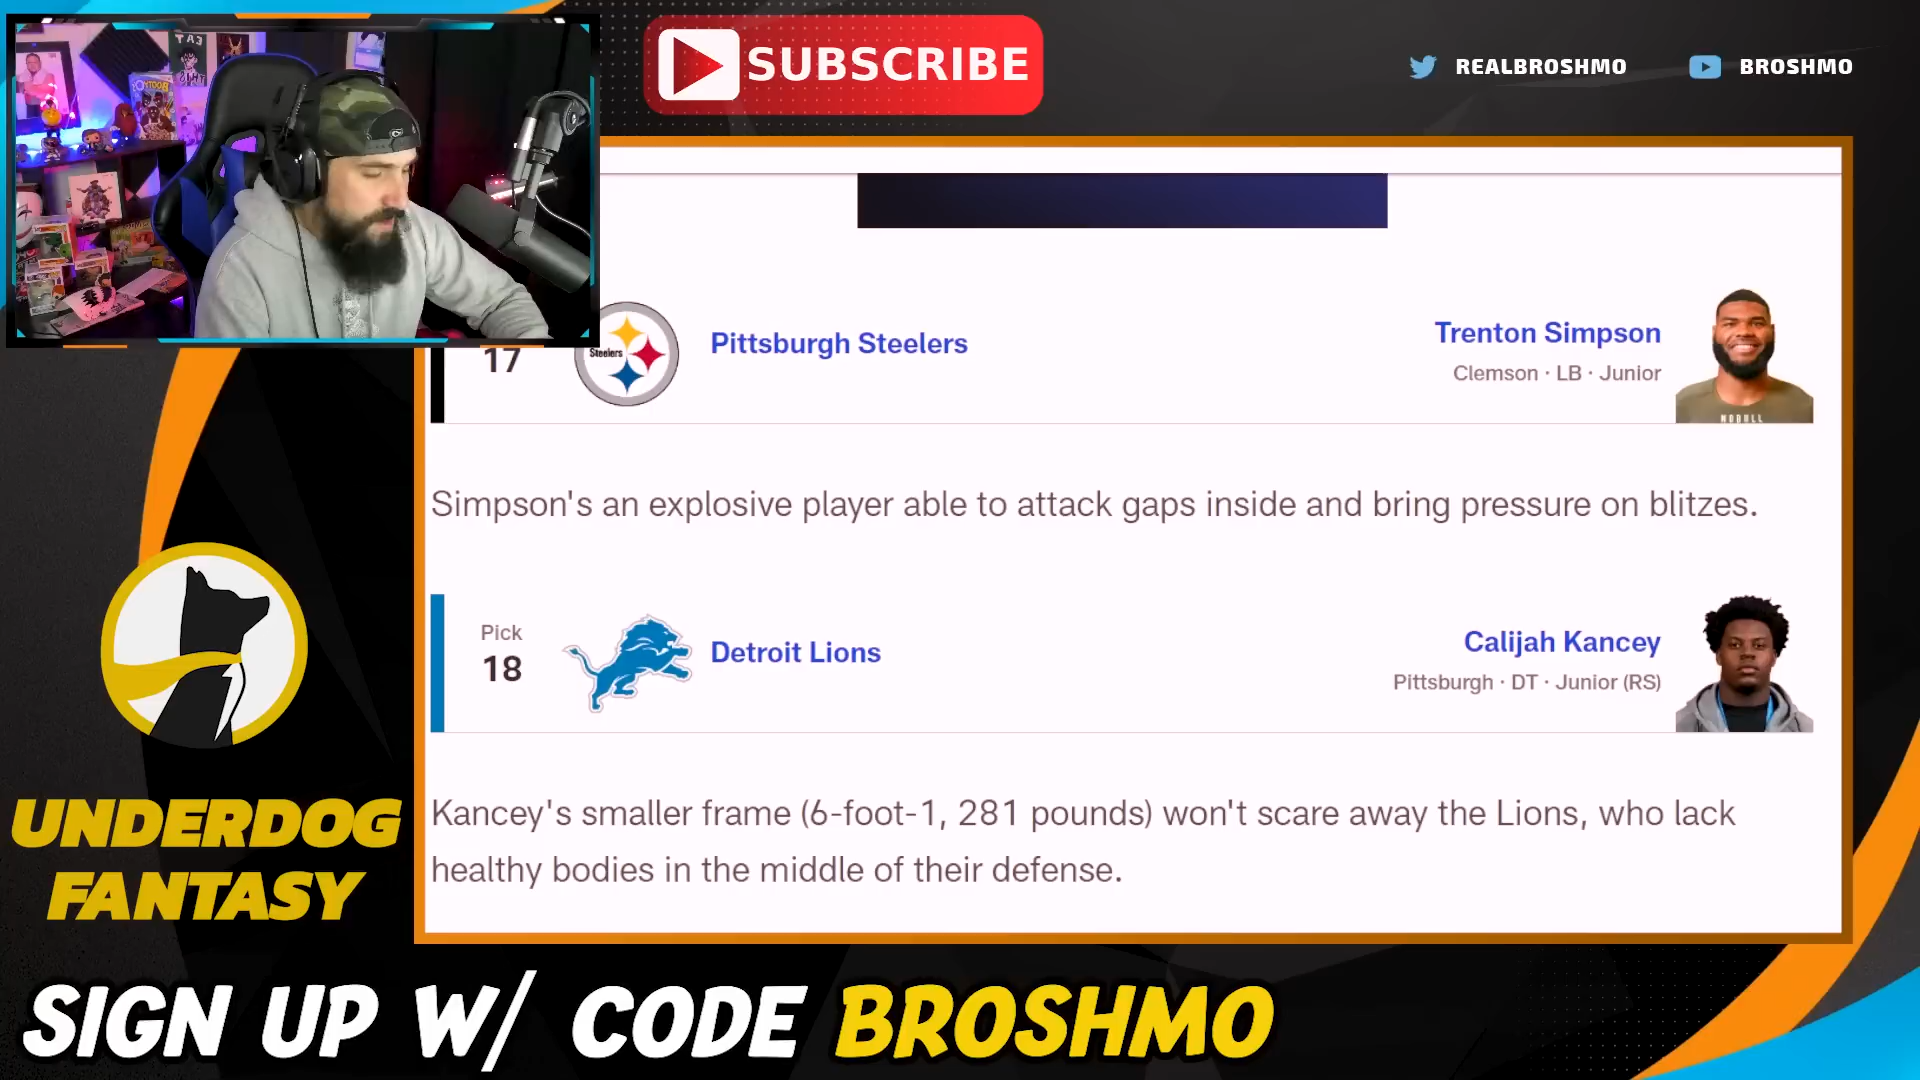 SUBSCRIBE
REALBROSHMO
BROSHMO
17
Steelers
Pittsburgh Steelers
Trenton Simpson
Clemson · LB · Junior
NOBULL
Simpson's an explosive player able to attack gaps inside and bring pressure on blitzes.
Pick
18
Detroit Lions
Calijah Kancey
Pittsburgh · DT · Junior (RS)
Kancey's smaller frame (6-foot-1, 281 pounds) won't scare away the Lions, who lack
healthy bodies in the middle of their defense.
UNDERDOG
FANTASY
SIGN UP W/ CODE BROSHMO